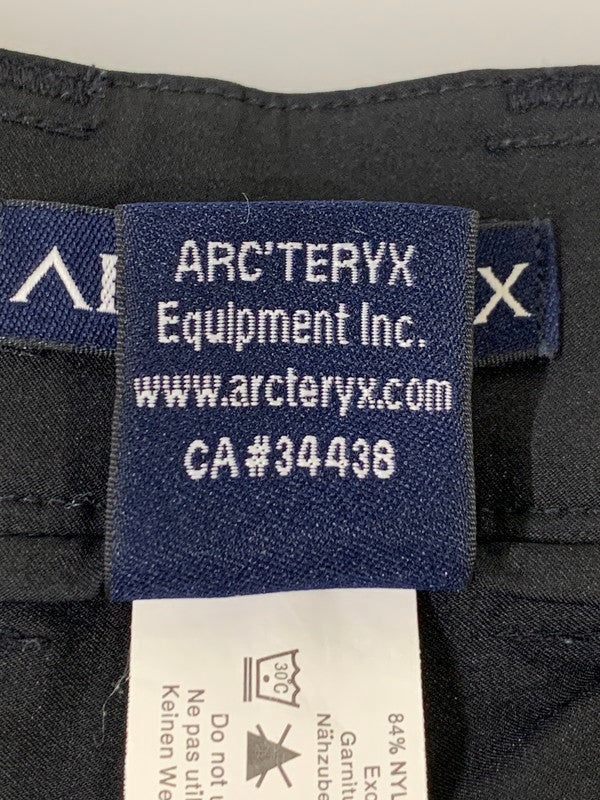 ARC'TERYX
Equipment Inc.
www.arcteryx.com
CA#34438
X
30°C
84% NYL
Exc
Garnitu
Nähzube
Do not u
Ne pas util
Keinen We